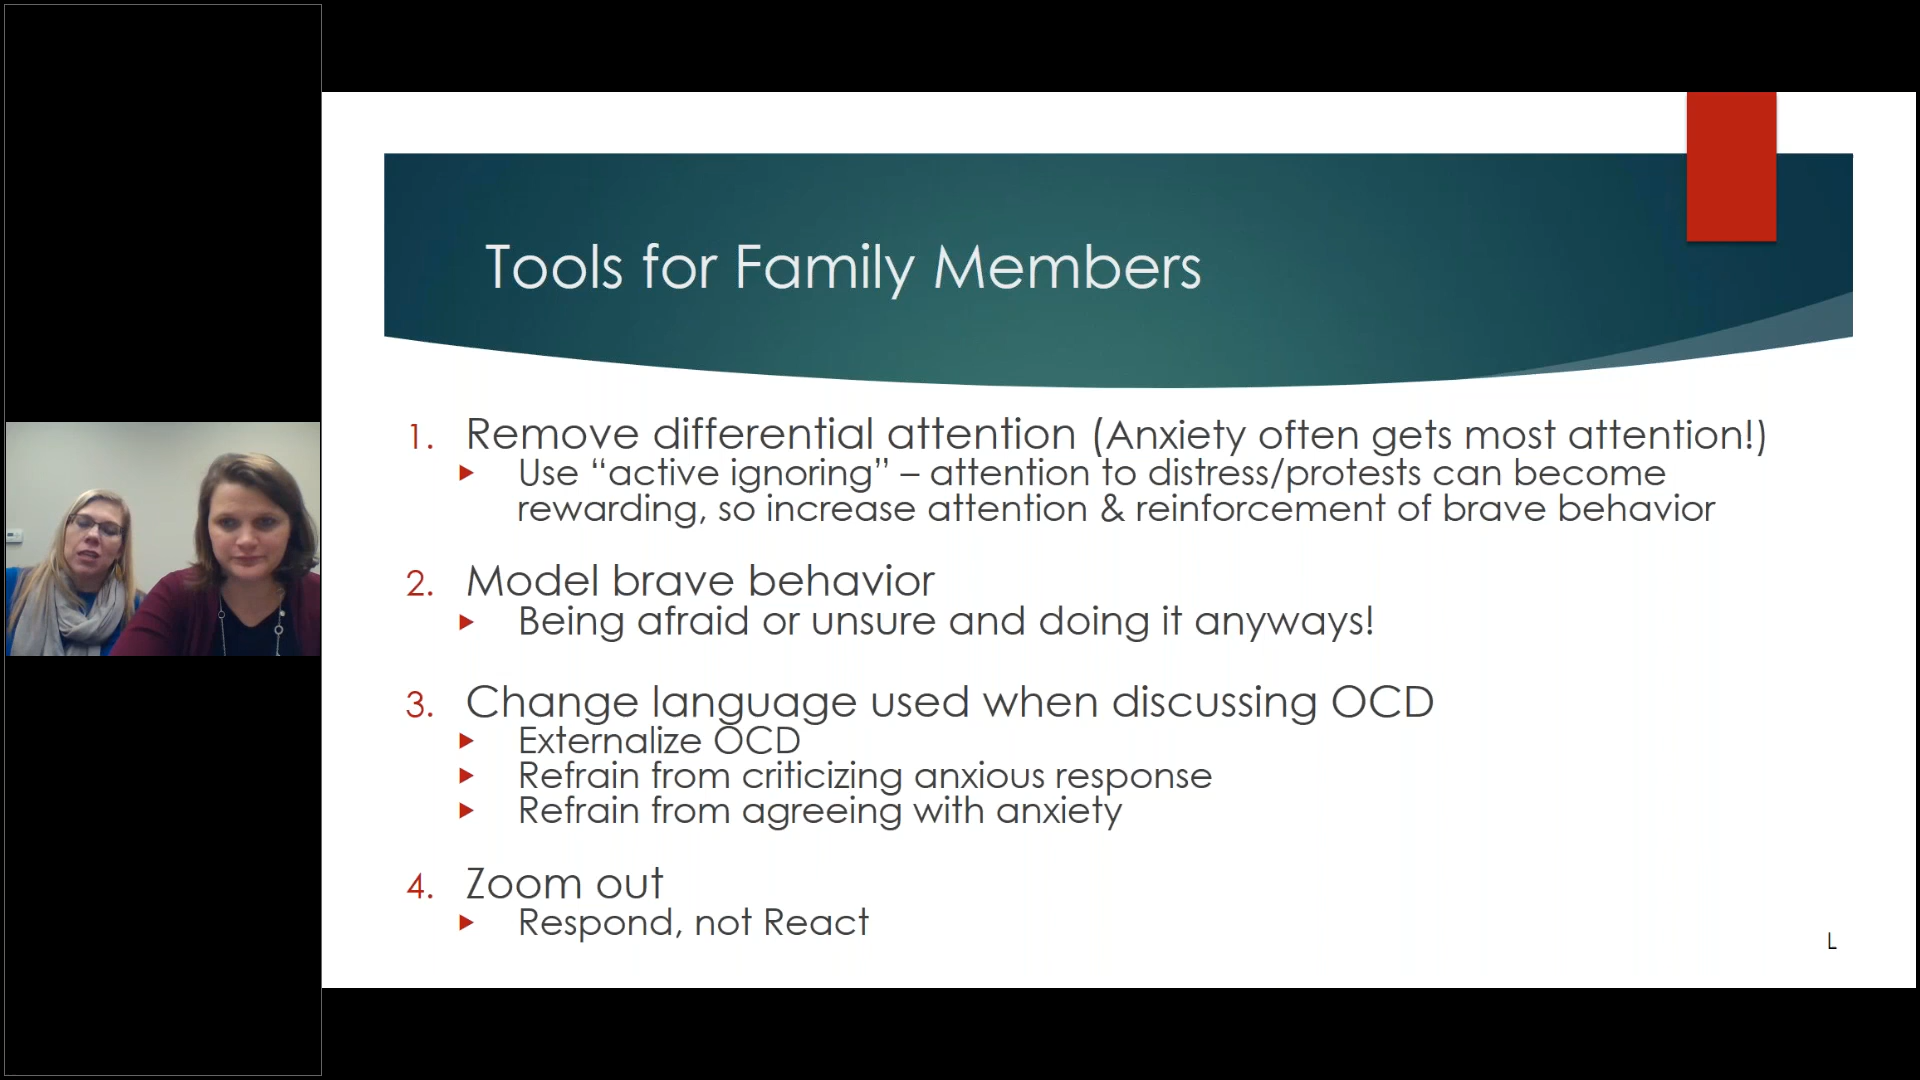 Tools for Family Members
1. Remove differential attention (Anxiety often gets most attention!)
Use “active ignoring” – attention to distress/protests can become
rewarding, so increase attention & reinforcement of brave behavior
2. Model brave behavior
Being afraid or unsure and doing it anyways!
3. Change language used when discussing OCD
Externalize OCD
Refrain from criticizing anxious response
Refrain from agreeing with anxiety
4. Zoom out
Respond, not React
L